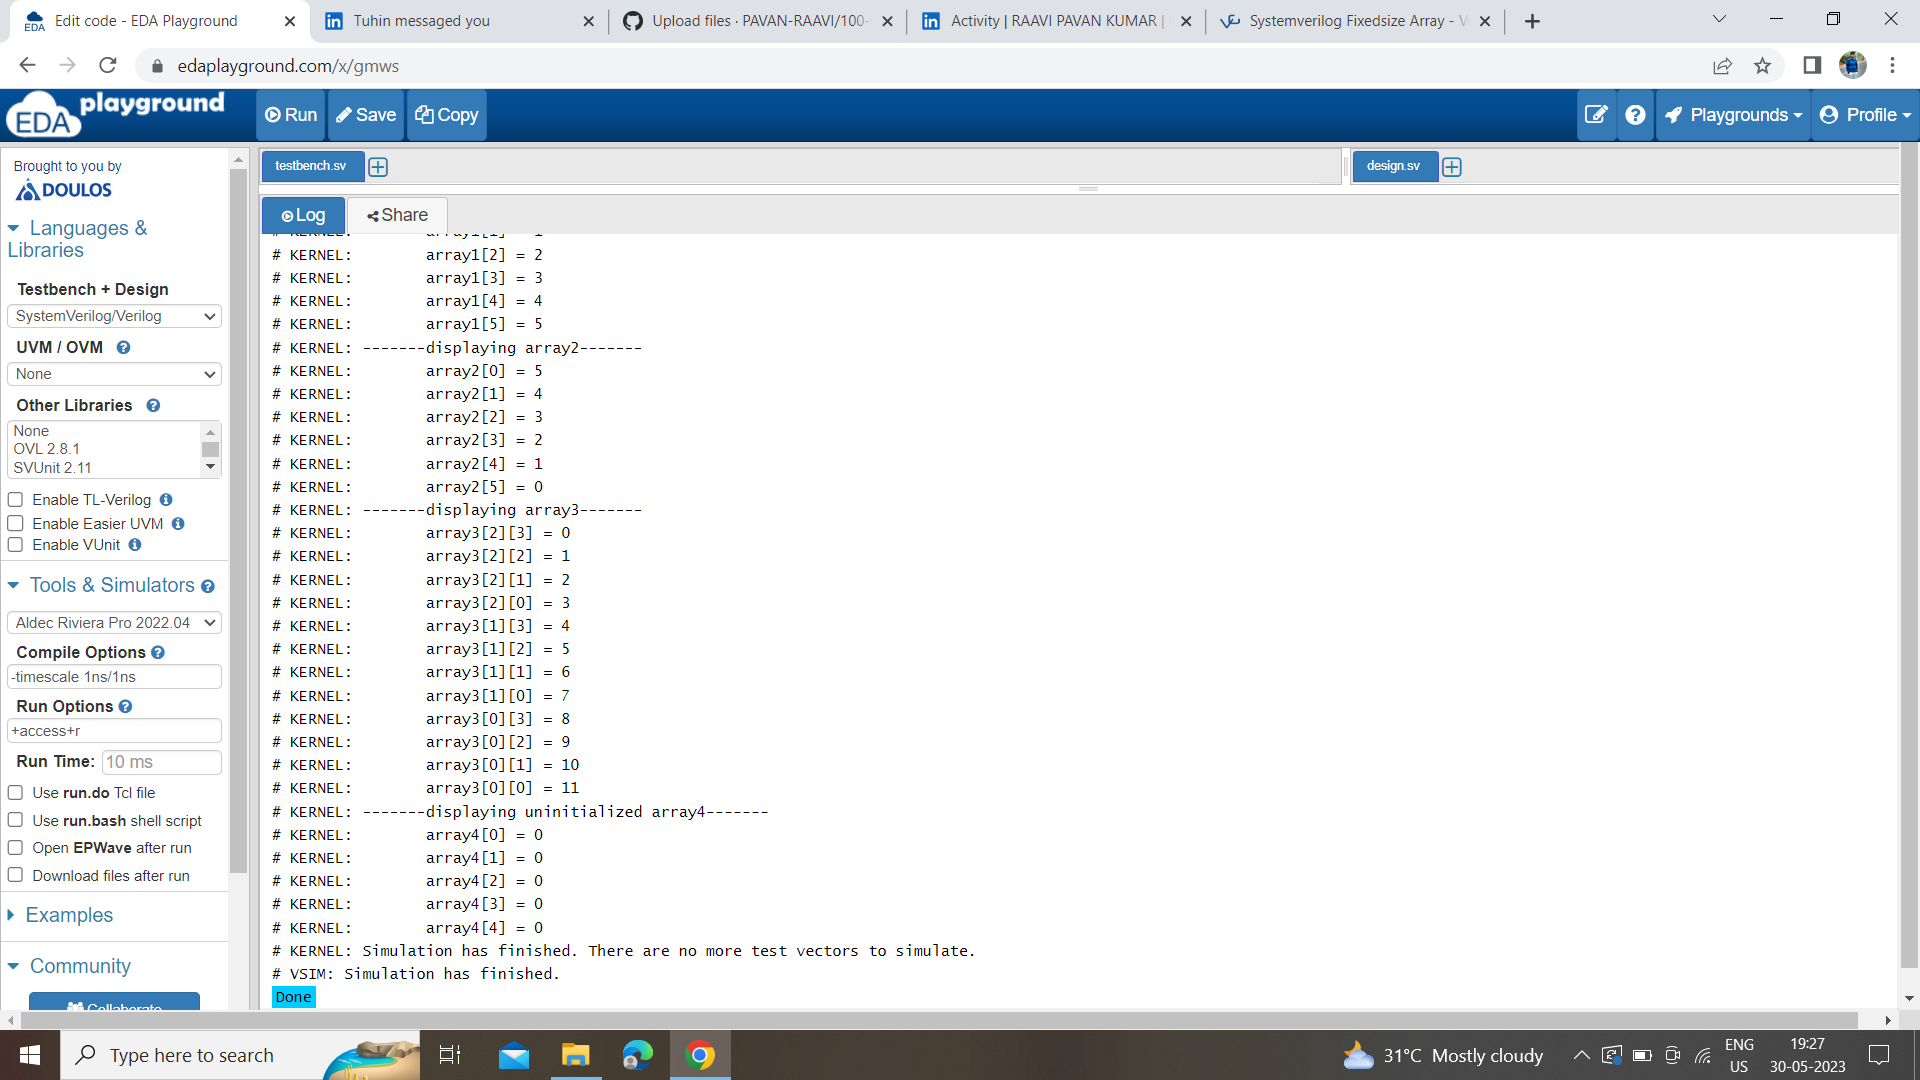 Edit code - EDA Playground
Tuhin messaged you
Upload files · PAVAN-RAAVI/100-
Activity | RAAVI PAVAN KUMAR |
Systemverilog Fixedsize Array - V
edaplayground.com/x/gmws
EDA playground
Run
Save
Copy
Playgrounds
Profile
Brought to you by
DOULOS
Languages &
Libraries
Testbench + Design
SystemVerilog/Verilog
UVM / OVM
None
Other Libraries
None
OVL 2.8.1
SVUnit 2.11
Enable TL-Verilog
Enable Easier UVM
Enable VUnit
Tools & Simulators
Aldec Riviera Pro 2022.04
Compile Options
-timescale 1ns/1ns
Run Options
+access+r
Run Time: 10 ms
Use run.do Tcl file
Use run.bash shell script
Open EPWave after run
Download files after run
Examples
Community
Collaborate
testbench.sv
design.sv
Log
Share
# KERNEL: array1[1] = 1
# KERNEL: array1[2] = 2
# KERNEL: array1[3] = 3
# KERNEL: array1[4] = 4
# KERNEL: array1[5] = 5
# KERNEL: -------displaying array2-------
# KERNEL: array2[0] = 5
# KERNEL: array2[1] = 4
# KERNEL: array2[2] = 3
# KERNEL: array2[3] = 2
# KERNEL: array2[4] = 1
# KERNEL: array2[5] = 0
# KERNEL: -------displaying array3-------
# KERNEL: array3[2][3] = 0
# KERNEL: array3[2][2] = 1
# KERNEL: array3[2][1] = 2
# KERNEL: array3[2][0] = 3
# KERNEL: array3[1][3] = 4
# KERNEL: array3[1][2] = 5
# KERNEL: array3[1][1] = 6
# KERNEL: array3[1][0] = 7
# KERNEL: array3[0][3] = 8
# KERNEL: array3[0][2] = 9
# KERNEL: array3[0][1] = 10
# KERNEL: array3[0][0] = 11
# KERNEL: -------displaying uninitialized array4-------
# KERNEL: array4[0] = 0
# KERNEL: array4[1] = 0
# KERNEL: array4[2] = 0
# KERNEL: array4[3] = 0
# KERNEL: array4[4] = 0
# KERNEL: Simulation has finished. There are no more test vectors to simulate.
# VSIM: Simulation has finished.
Done
Type here to search
31°C Mostly cloudy
ENG
US
19:27
30-05-2023